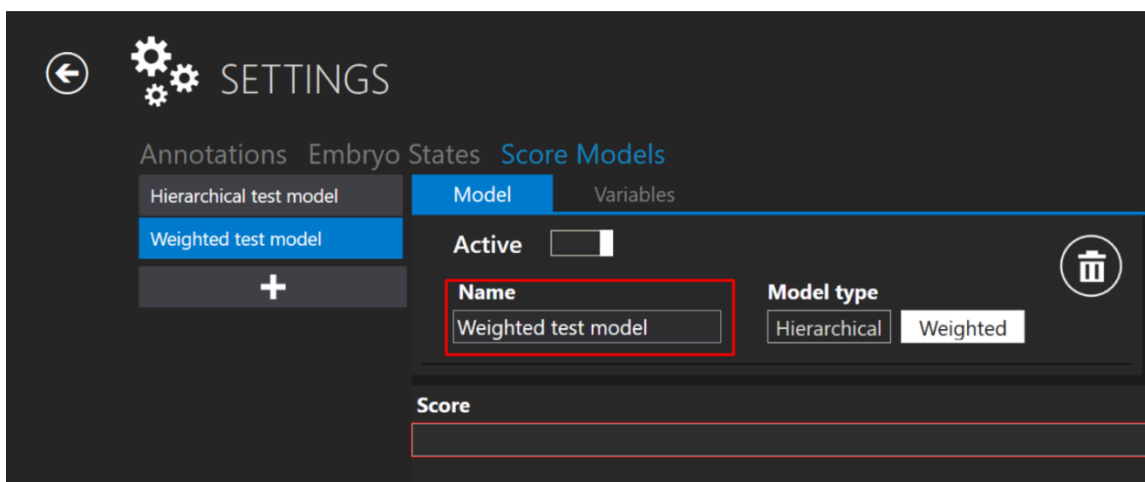 SETTINGS
Annotations Embryo States Score Models
Hierarchical test model
Weighted test model
Model Variables
Active
Name
Weighted test model
Model type
Hierarchical Weighted
Score